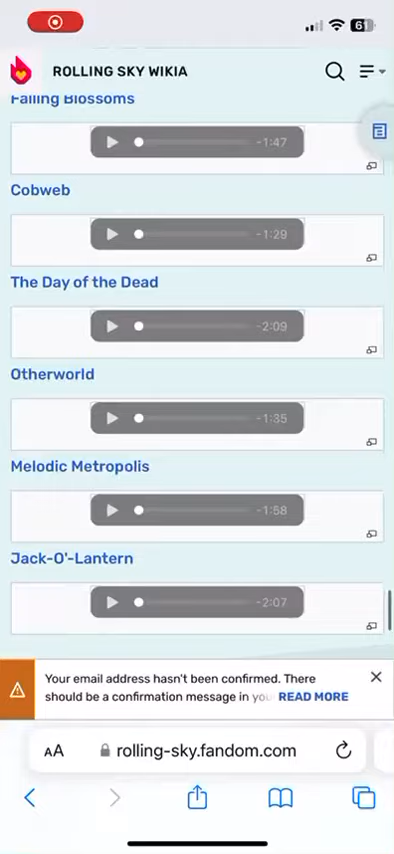 6
ROLLING SKY WIKIA
Falling Blossoms
-1:47
Cobweb
-1:29
The Day of the Dead
-2:09
Otherworld
-1:35
Melodic Metropolis
-1:58
Jack-O'-Lantern
-2:07
Your email address hasn't been confirmed. There
should be a confirmation message in you READ MORE
AA rolling-sky.fandom.com